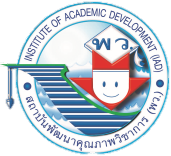 INSTITUTE OF ACADEMIC DEVELOPMENT (IAD)
พว.
สถาบันพัฒนาคุณภาพวิชาการ (พว.)